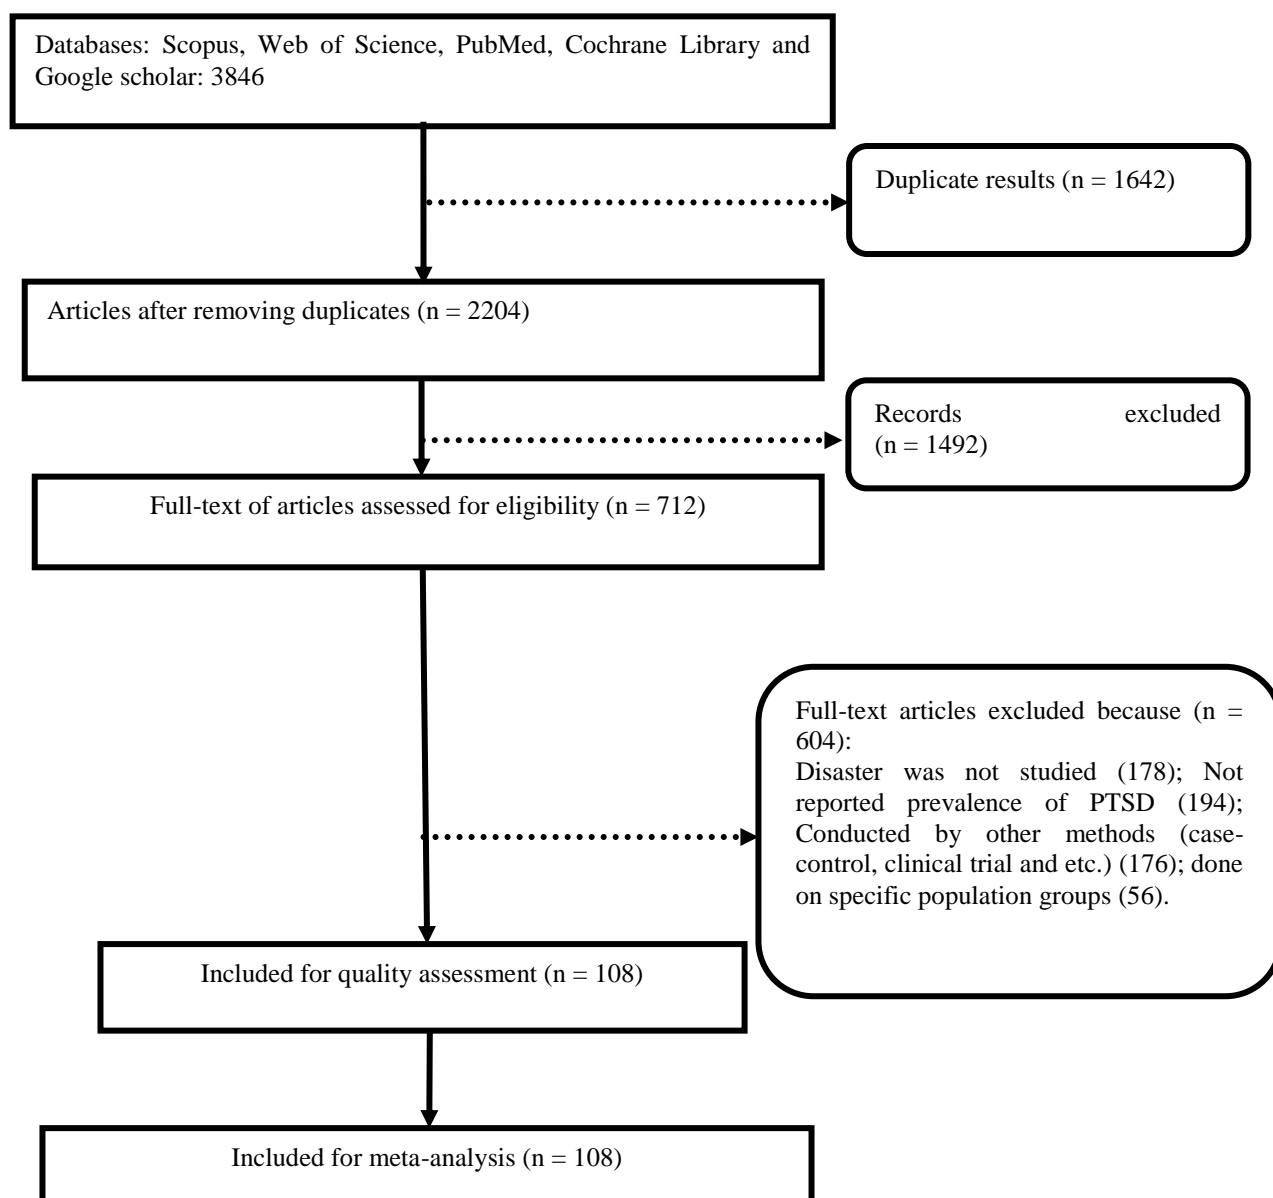 Databases: Scopus, Web of Science, PubMed, Cochrane Library and
Google scholar: 3846
Duplicate results (n = 1642)
Articles after removing duplicates (n = 2204)
Records excluded
(n = 1492)
Full-text of articles assessed for eligibility (n = 712)
Full-text articles excluded because (n =
604):
Disaster was not studied (178); Not
reported prevalence of PTSD (194);
Conducted by other methods (case-
control, clinical trial and etc.) (176); done
on specific population groups (56).
Included for quality assessment (n = 108)
Included for meta-analysis (n = 108)